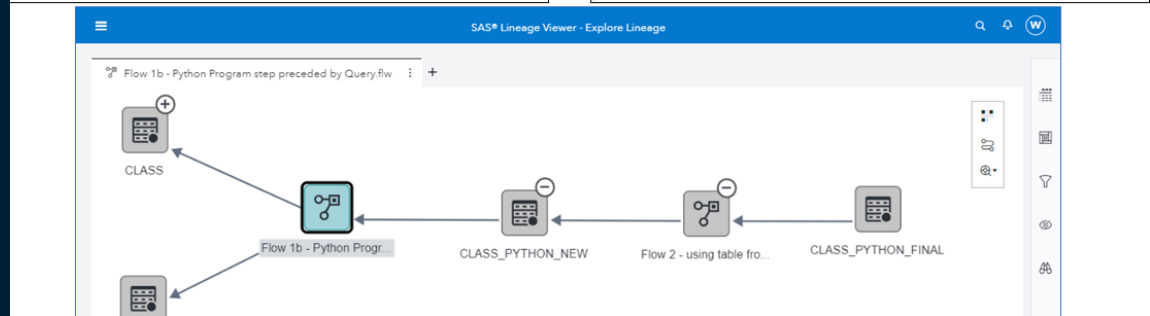 SAS® Lineage Viewer - Explore Lineage
W
Flow 1b - Python Program step preceded by Query.flw
CLASS
Flow 1b - Python Progr...
CLASS_PYTHON_NEW
Flow 2 - using table fro...
CLASS_PYTHON_FINAL